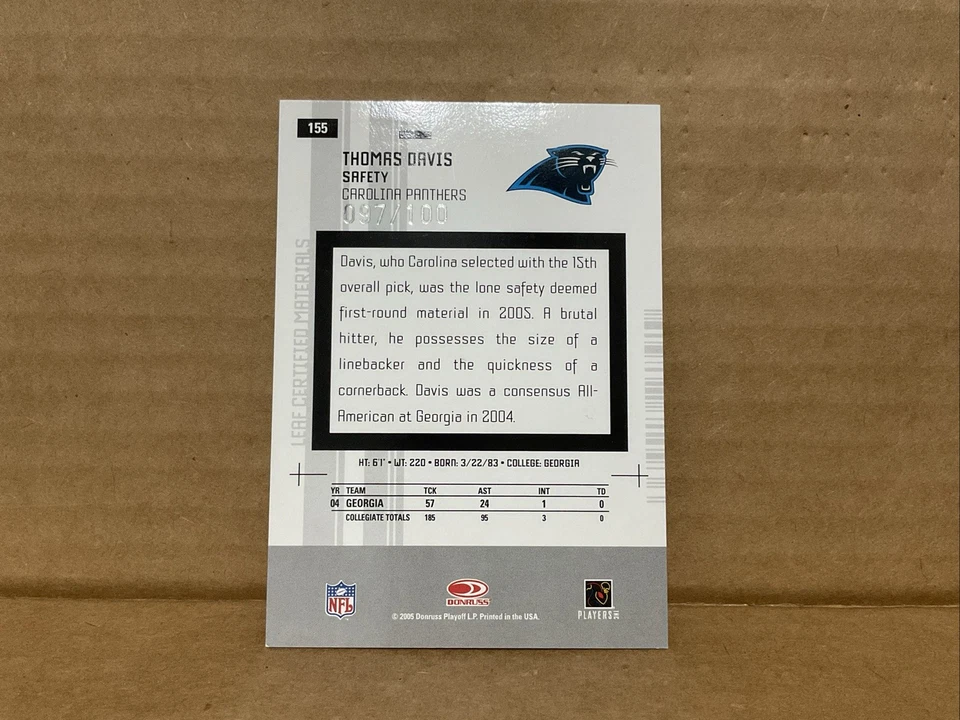 155
THOMAS DAVIS
SAFETY
CAROLINA PANTHERS
097/100
LEAF CERTIFIED MATERIALS
Davis, who Carolina selected with the 15th
overall pick, was the lone safety deemed
first-round material in 2005. A brutal
hitter, he possesses the size of a
linebacker and the quickness of a
cornerback. Davis was a consensus All-
American at Georgia in 2004.
HT: 6'1" • WT: 220 • BORN: 3/22/83 • COLLEGE: GEORGIA
YR TEAM TCK AST INT TD
04 GEORGIA 57 24 1 0
COLLEGIATE TOTALS 185 95 3 0
NFL
DONRUSS
PLAYERS INC
© 2005 Donruss Playoff L.P. Printed in the USA.